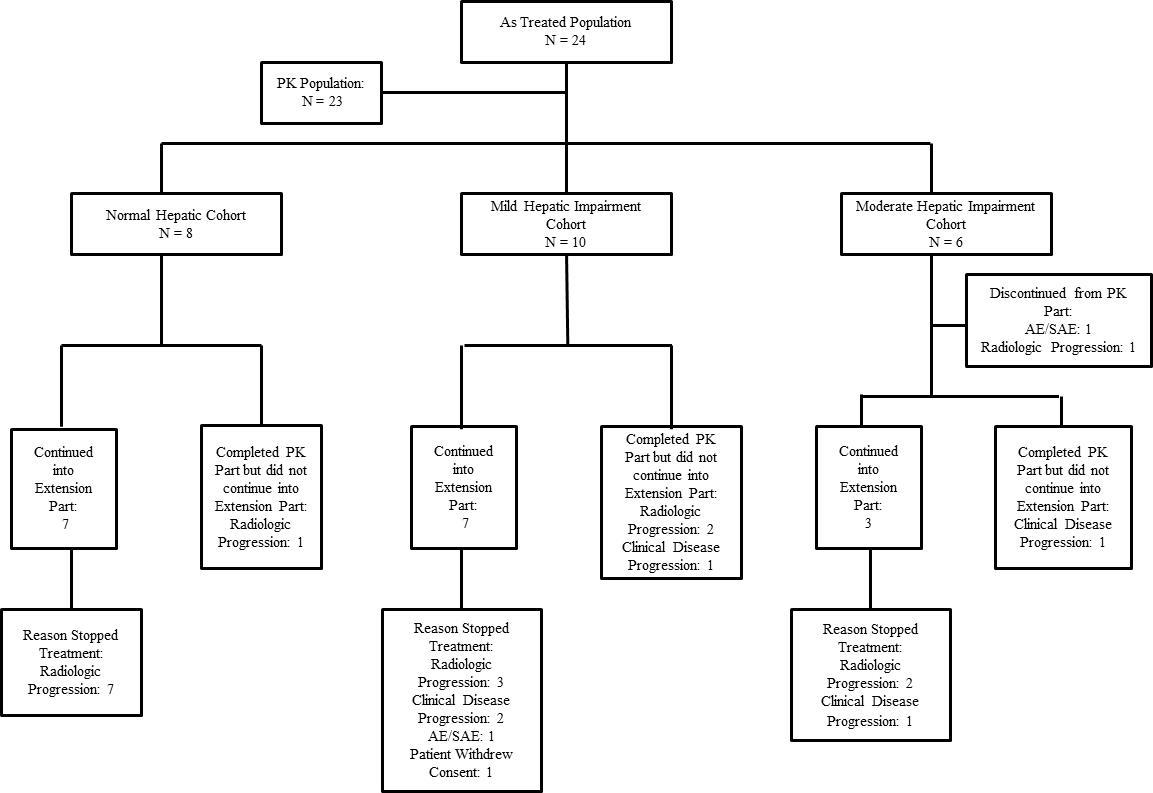 As Treated Population
N = 24
PK Population:
N = 23
Normal Hepatic Cohort
N = 8
Mild Hepatic Impairment
Cohort
N = 10
Moderate Hepatic Impairment
Cohort
N = 6
Discontinued from PK
Part:
AE/SAE: 1
Radiologic Progression: 1
Continued
into
Extension
Part:
7
Completed PK
Part but did not
continue into
Extension Part:
Radiologic
Progression: 1
Continued
into
Extension
Part:
7
Completed PK
Part but did not
continue into
Extension Part:
Radiologic
Progression: 2
Clinical Disease
Progression: 1
Continued
into
Extension
Part:
3
Completed PK
Part but did not
continue into
Extension Part:
Clinical Disease
Progression: 1
Reason Stopped
Treatment:
Radiologic
Progression: 7
Reason Stopped
Treatment:
Radiologic
Progression: 3
Clinical Disease
Progression: 2
AE/SAE: 1
Patient Withdrew
Consent: 1
Reason Stopped
Treatment:
Radiologic
Progression: 2
Clinical Disease
Progression: 1